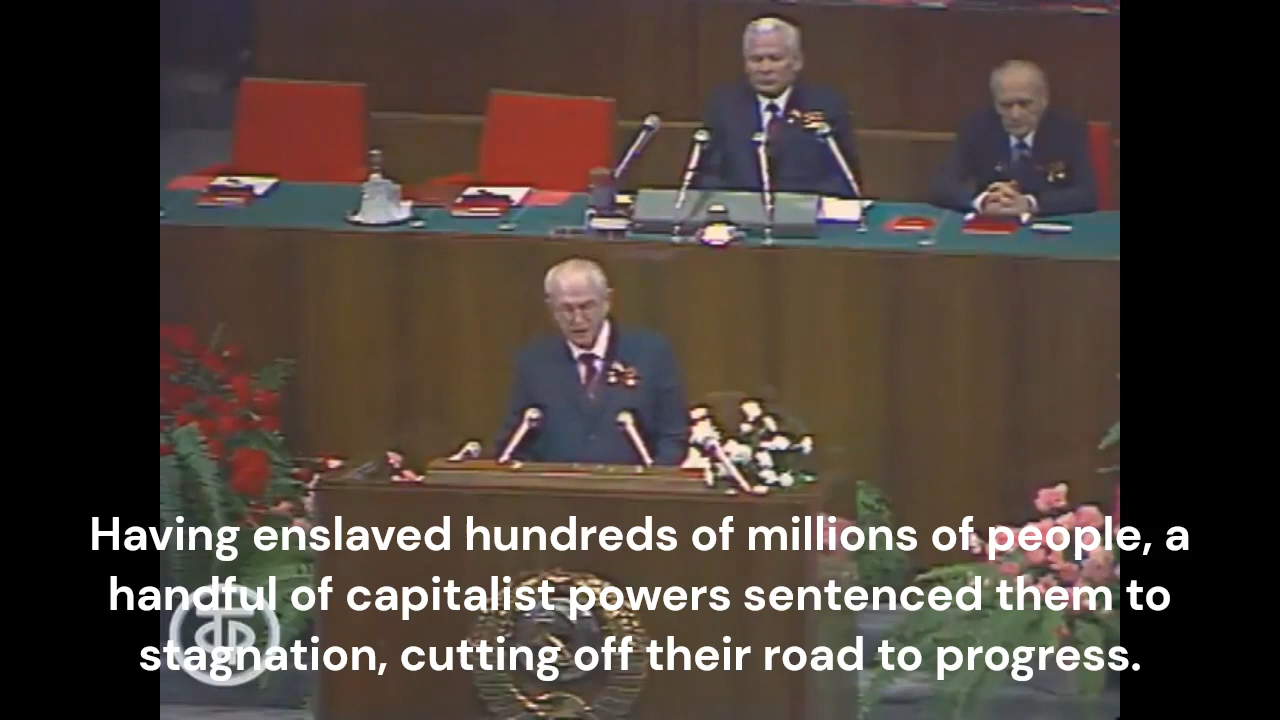 Having enslaved hundreds of millions of people, a
handful of capitalist powers sentenced them to
stagnation, cutting off their road to progress.